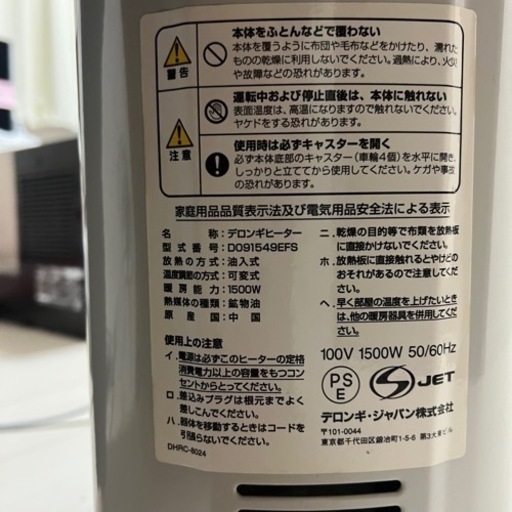 本体をふとんなどで覆わない
本体を覆うように布団や毛布などをかけたり、濡れた
ものの乾燥に利用しないでください。過熱により、火災
や故障などの恐れがあります。
警告
運転中および停止直後は、本体に触れない
表面温度は、高温になりますので触れないでください。
ヤケドをする恐れがあります。
注意
使用時は必ずキャスターを開く
必ず本体底部のキャスター(車輪4個)を水平に開き、
しっかりと立ててから使用してください。ケガや事故
の恐れがあります。
家庭用品品質表示法及び電気用品安全法による表示
名称:デロンギヒーター
型式番号:D091549EFS
放熱の方式:油入式
温度調節の方式:可変式
暖房能力:1500W
熱媒体の種類:鉱物油
原産国:中国
使用上の注意
イ.電源は必ずこのヒーターの定格
消費電力以上の容量をもつコン
セントからとってください。
ロ.差込みプラグは根元までよく
差しこんでください。
ハ.器体を移動するときはコードを
引張らないでください。
DHRC-8024
ニ.乾燥の目的等で布類を放熱板
に直接かけないでください。
ホ.放熱板に直接触れるとやけどの
おそれがあるので注意してくだ
さい。
ヘ.早く部屋の温度を上げたいとき
は、他の暖房器具を併用してください。
100V 1500W 50/60Hz
PS
E
S JET
デロンギ・ジャパン株式会社
〒101-0044
東京都千代田区鍛冶町1-5-6 第3大東ビル